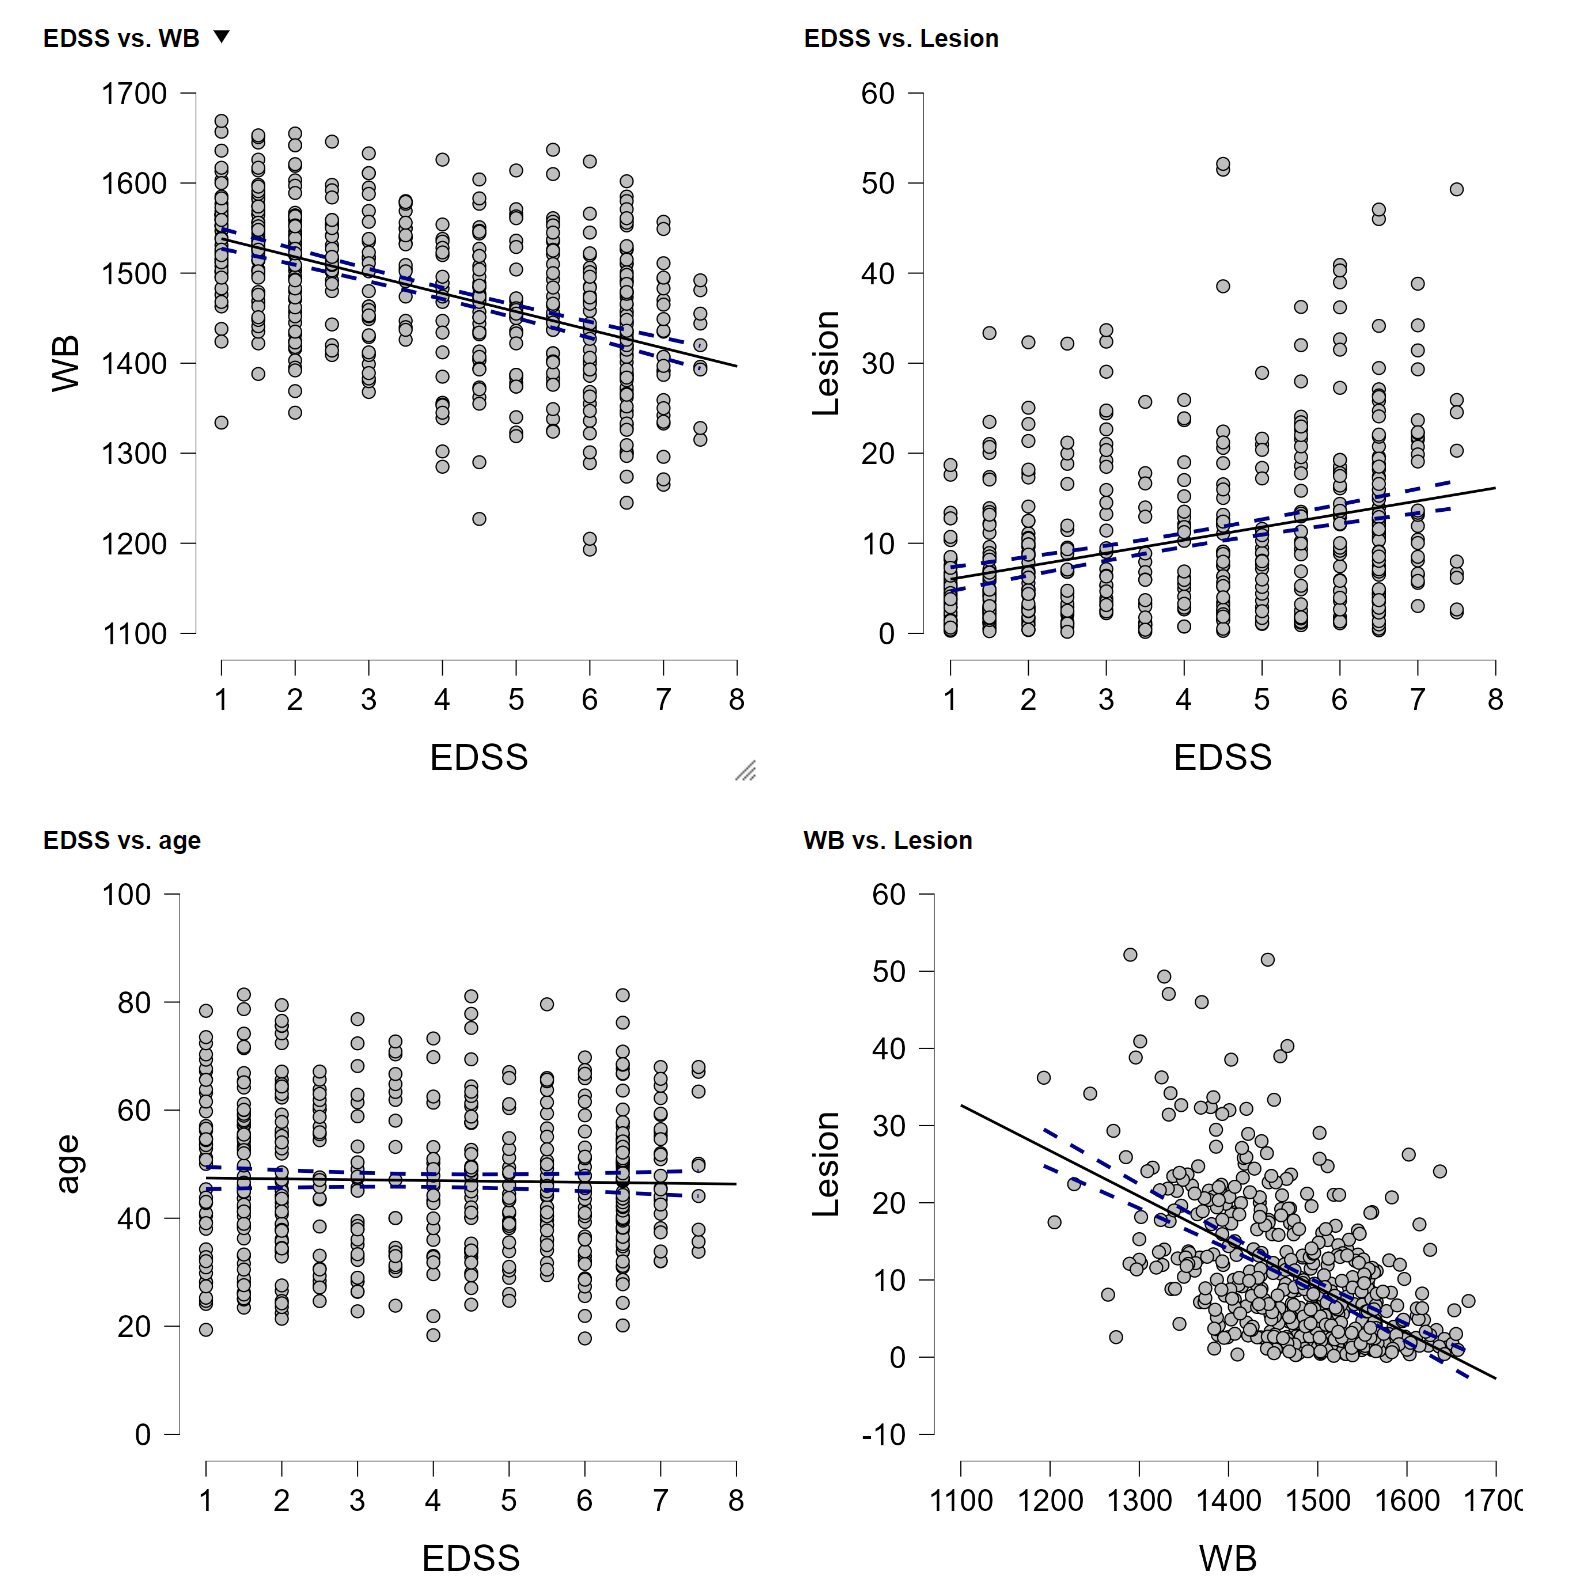 EDSS vs. WB ▼
EDSS vs. Lesion
1700
1600
1500
1400
1300
1200
1100
WB
1 2 3 4 5 6 7 8
EDSS
60
50
40
30
20
10
0
Lesion
1 2 3 4 5 6 7 8
EDSS
EDSS vs. age
WB vs. Lesion
100
80
60
40
20
0
age
1 2 3 4 5 6 7 8
EDSS
60
50
40
30
20
10
0
-10
Lesion
1100 1200 1300 1400 1500 1600 1700
WB